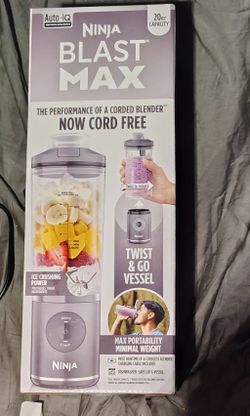 Auto-iQ
20oz
CAPACITY
NINJA
BLAST™
MAX
THE PERFORMANCE OF A CORDED BLENDER
NOW CORD FREE
TWIST
& GO
VESSEL
ICE CRUSHING
POWER
MAX PORTABILITY
MINIMAL WEIGHT
NINJA